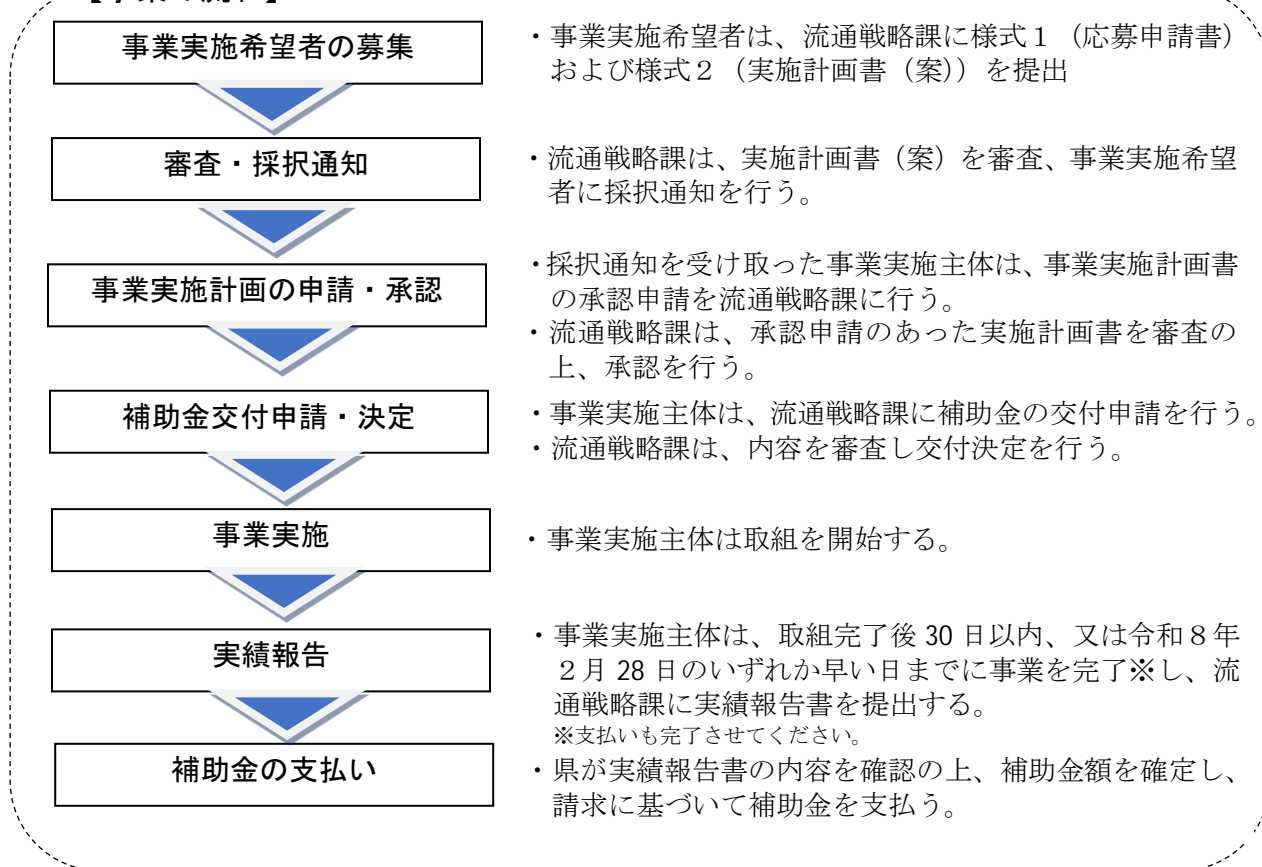 事業実施希望者の募集
・事業実施希望者は、流通戦略課に様式１（応募申請書）
および様式２（実施計画書（案））を提出
審査・採択通知
・流通戦略課は、実施計画書（案）を審査、事業実施希望
者に採択通知を行う。
事業実施計画の申請・承認
・採択通知を受け取った事業実施主体は、事業実施計画書
の承認申請を流通戦略課に行う。
・流通戦略課は、承認申請のあった実施計画書を審査の
上、承認を行う。
補助金交付申請・決定
・事業実施主体は、流通戦略課に補助金の交付申請を行う。
・流通戦略課は、内容を審査し交付決定を行う。
事業実施
・事業実施主体は取組を開始する。
実績報告
・事業実施主体は、取組完了後 30 日以内、又は令和８年
２月 28 日のいずれか早い日までに事業を完了※し、流
通戦略課に実績報告書を提出する。
※支払いも完了させてください。
補助金の支払い
・県が実績報告書の内容を確認の上、補助金額を確定し、
請求に基づいて補助金を支払う。